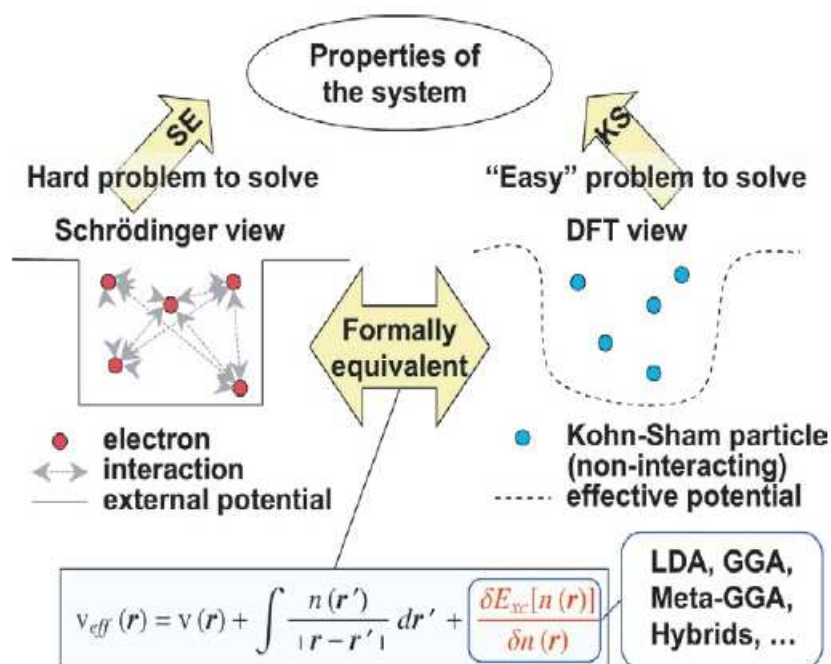 Properties of
the system
SE
KS
Hard problem to solve
“Easy” problem to solve
Schrödinger view
DFT view
Formally
equivalent
electron
interaction
external potential
Kohn-Sham particle
(non-interacting)
effective potential
v_eff (r) = v (r) + ∫ n (r′) / |r − r′| dr′ + δE_xc[n (r)] / δn (r)
LDA, GGA,
Meta-GGA,
Hybrids, ...